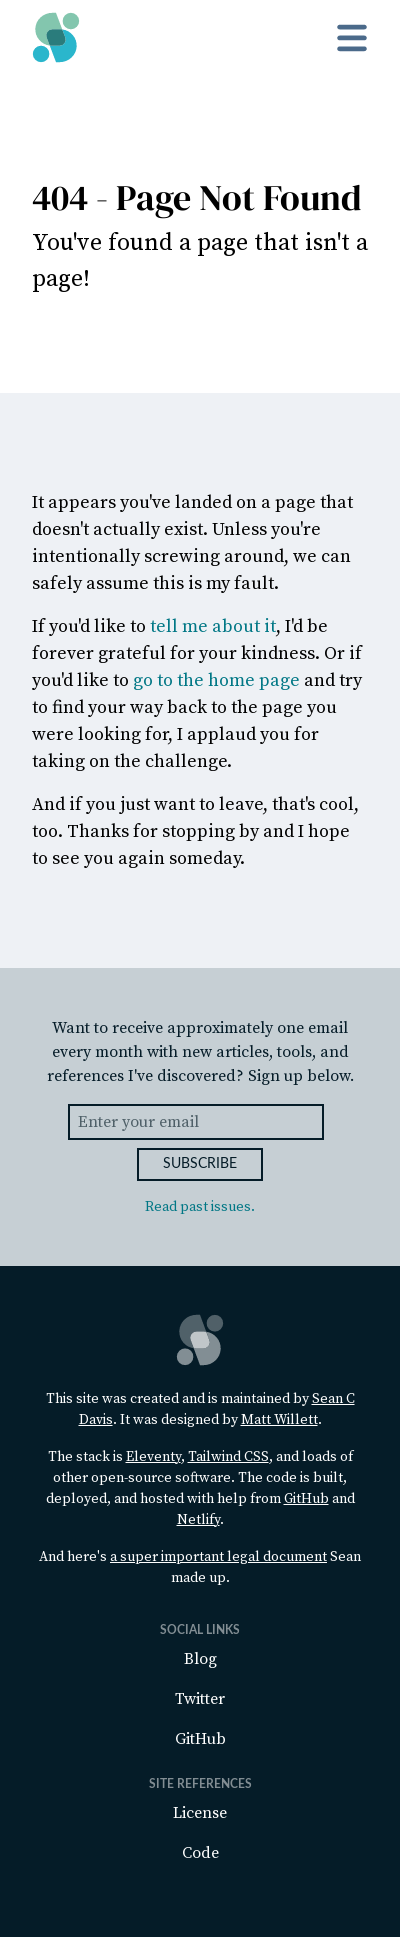 404 - Page Not Found
You've found a page that isn't a
page!
It appears you've landed on a page that
doesn't actually exist. Unless you're
intentionally screwing around, we can
safely assume this is my fault.
If you'd like to tell me about it, I'd be
forever grateful for your kindness. Or if
you'd like to go to the home page and try
to find your way back to the page you
were looking for, I applaud you for
taking on the challenge.
And if you just want to leave, that's cool,
too. Thanks for stopping by and I hope
to see you again someday.
Want to receive approximately one email
every month with new articles, tools, and
references I've discovered? Sign up below.
Enter your email
SUBSCRIBE
Read past issues.
This site was created and is maintained by Sean C
Davis. It was designed by Matt Willett.
The stack is Eleventy, Tailwind CSS, and loads of
other open-source software. The code is built,
deployed, and hosted with help from GitHub and
Netlify.
And here's a super important legal document Sean
made up.
SOCIAL LINKS
Blog
Twitter
GitHub
SITE REFERENCES
License
Code